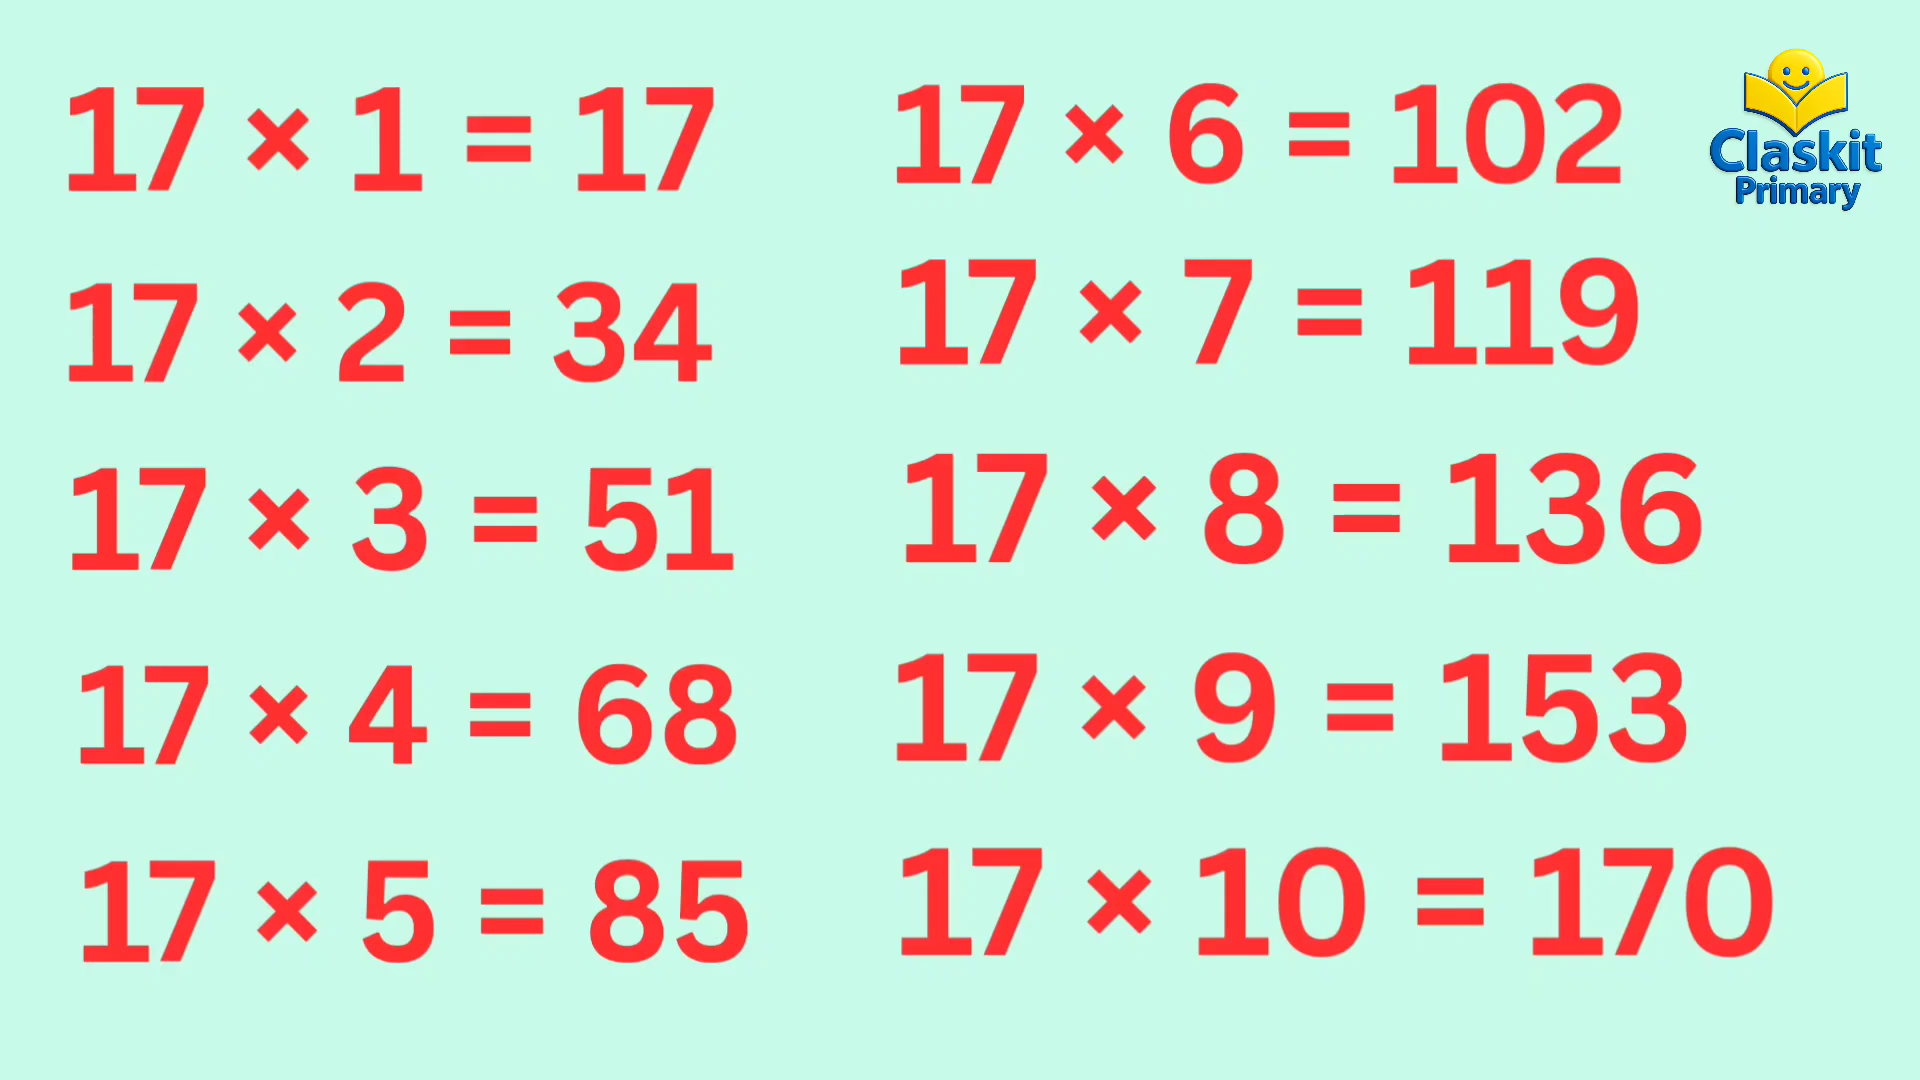 17 × 1 = 17
17 × 2 = 34
17 × 3 = 51
17 × 4 = 68
17 × 5 = 85
17 × 6 = 102
17 × 7 = 119
17 × 8 = 136
17 × 9 = 153
17 × 10 = 170
Claskit
Primary